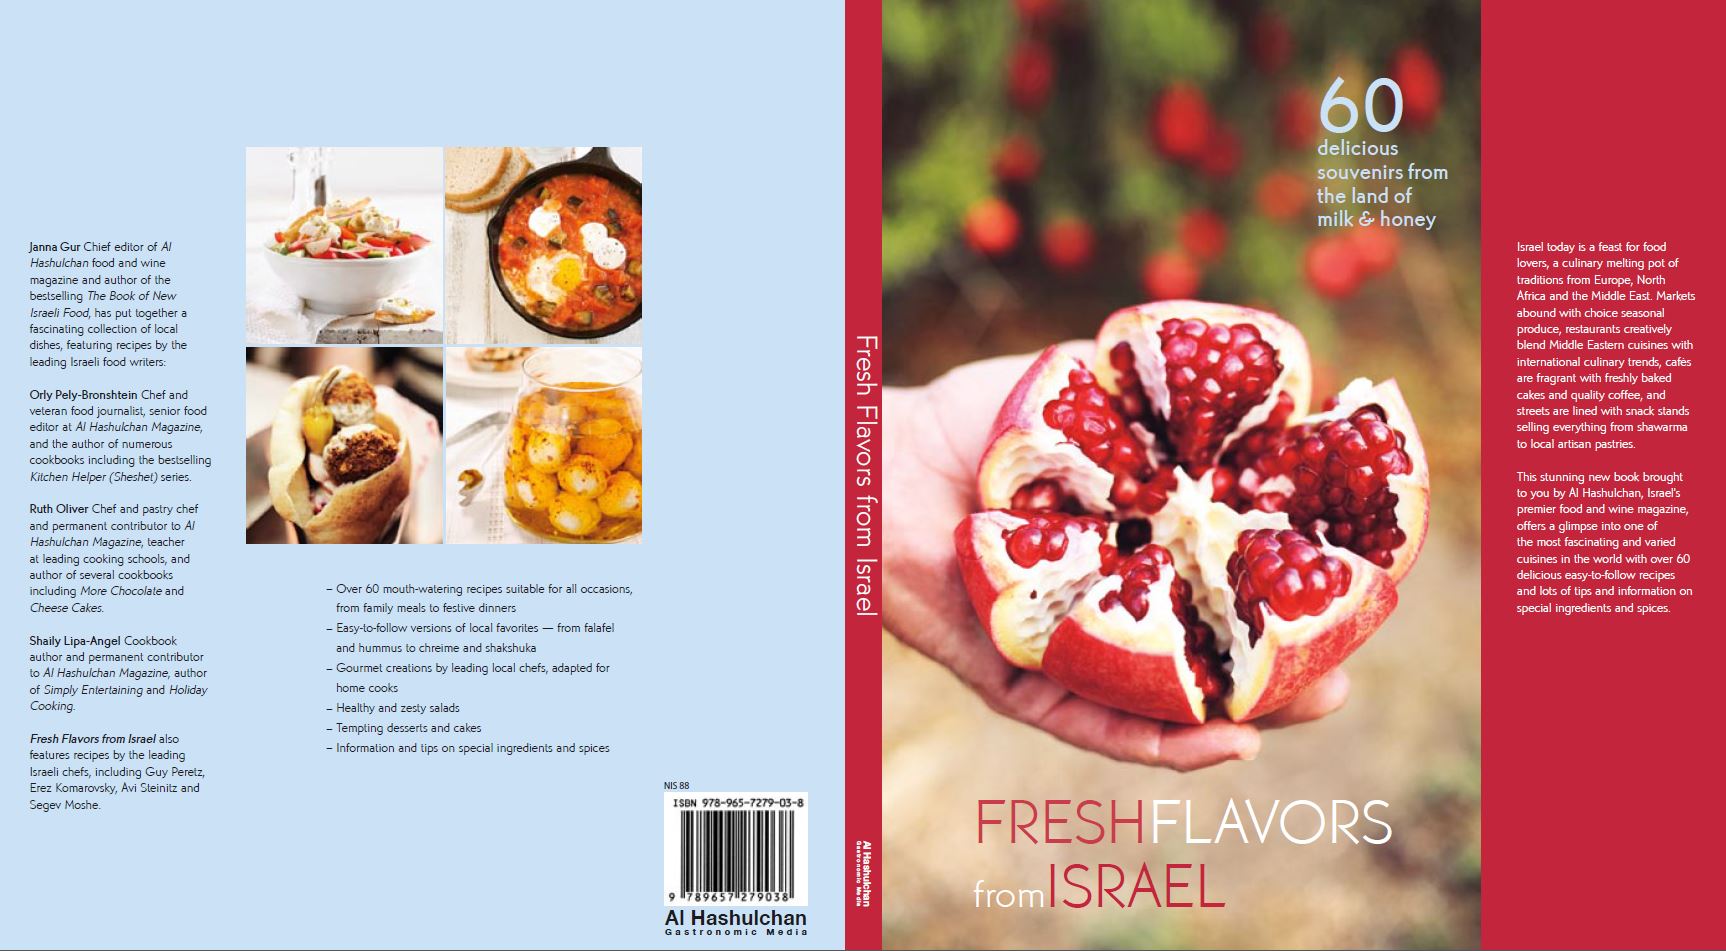 Janna Gur Chief editor of Al
Hashulchan food and wine
magazine and author of the
bestselling The Book of New
Israeli Food, has put together a
fascinating collection of local
dishes, featuring recipes by the
leading Israeli food writers:
Orly Pely-Bronshtein Chef and
veteran food journalist, senior food
editor at Al Hashulchan Magazine,
and the author of numerous
cookbooks including the bestselling
Kitchen Helper (Sheshet) series.
Ruth Oliver Chef and pastry chef
and permanent contributor to Al
Hashulchan Magazine, teacher
at leading cooking schools, and
author of several cookbooks
including More Chocolate and
Cheese Cakes.
Shaily Lipa-Angel Cookbook
author and permanent contributor
to Al Hashulchan Magazine, author
of Simply Entertaining and Holiday
Cooking.
Fresh Flavors from Israel also
features recipes by the leading
Israeli chefs, including Guy Peretz,
Erez Komarovsky, Avi Steinitz and
Segev Moshe.
– Over 60 mouth-watering recipes suitable for all occasions,
from family meals to festive dinners
– Easy-to-follow versions of local favorites — from falafel
and hummus to chreime and shakshuka
– Gourmet creations by leading local chefs, adapted for
home cooks
– Healthy and zesty salads
– Tempting desserts and cakes
– Information and tips on special ingredients and spices
NIS 88
ISBN 978-965-7279-03-8
9 789657 279038
Al Hashulchan
Gastronomic Media
Fresh Flavors from Israel
Al Hashulchan
Gastronomic Media
60
delicious
souvenirs from
the land of
milk & honey
FRESHFLAVORS
fromISRAEL
Israel today is a feast for food
lovers, a culinary melting pot of
traditions from Europe, North
Africa and the Middle East. Markets
abound with choice seasonal
produce, restaurants creatively
blend Middle Eastern cuisines with
international culinary trends, cafés
are fragrant with freshly baked
cakes and quality coffee, and
streets are lined with snack stands
selling everything from shawarma
to local artisan pastries.
This stunning new book brought
to you by Al Hashulchan, Israel's
premier food and wine magazine,
offers a glimpse into one of
the most fascinating and varied
cuisines in the world with over 60
delicious easy-to-follow recipes
and lots of tips and information on
special ingredients and spices.